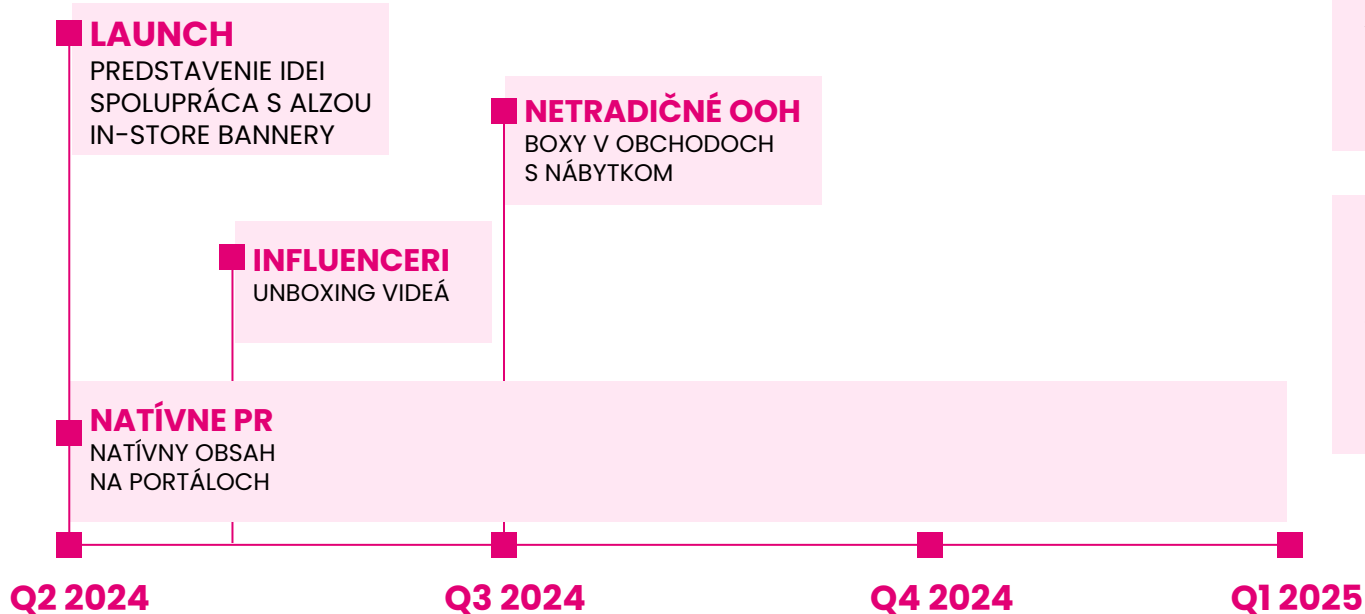 LAUNCH
PREDSTAVENIE IDEI
SPOLUPRÁCA S ALZOU
IN-STORE BANNERY
NETRADIČNÉ OOH
BOXY V OBCHODOCH
S NÁBYTKOM
INFLUENCERI
UNBOXING VIDEÁ
NATÍVNE PR
NATÍVNY OBSAH
NA PORTÁLOCH
Q2 2024
Q3 2024
Q4 2024
Q1 2025